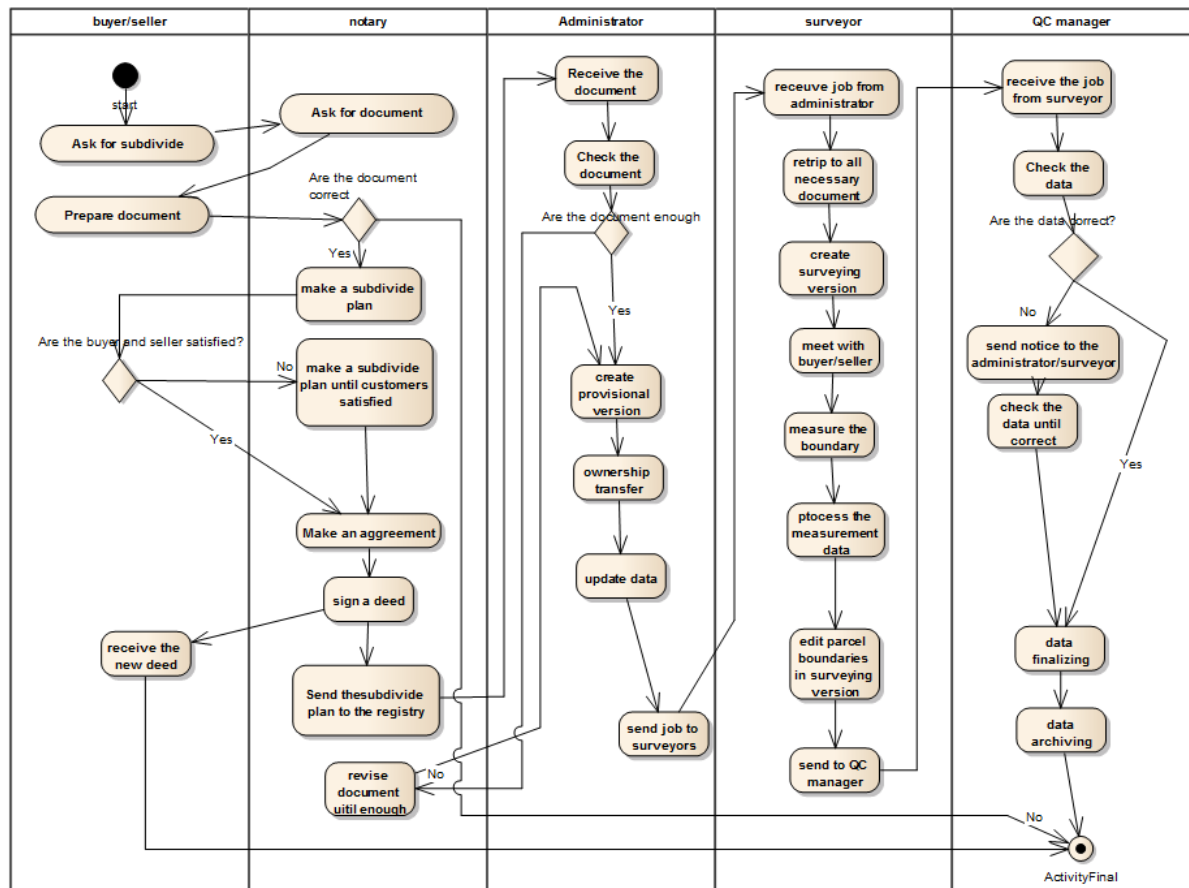 buyer/seller
notary
Administrator
surveyor
QC manager
start
Ask for subdivide
Ask for document
Prepare document
Are the document
correct
Yes
make a subdivide
plan
Are the buyer and seller satisfied?
No
make a subdivide
plan until customers
satisfied
Yes
Make an aggreement
sign a deed
receive the
new deed
Send thesubdivide
plan to the registry
revise
document
uitil enough
No
Receive the
document
Check the
document
Are the document enough
Yes
create
provisional
version
ownership
transfer
update data
send job to
surveyors
receuve job from
administrator
retrip to all
necessary
document
create
surveying
version
meet with
buyer/seller
measure the
boundary
ptocess the
measurement
data
edit parcel
boundaries
in surveying
version
send to QC
manager
receive the job
from surveyor
Check the
data
Are the data correct?
No
send notice to the
administrator/surveyor
check the
data until
correct
Yes
data
finalizing
data
archiving
No
ActivityFinal